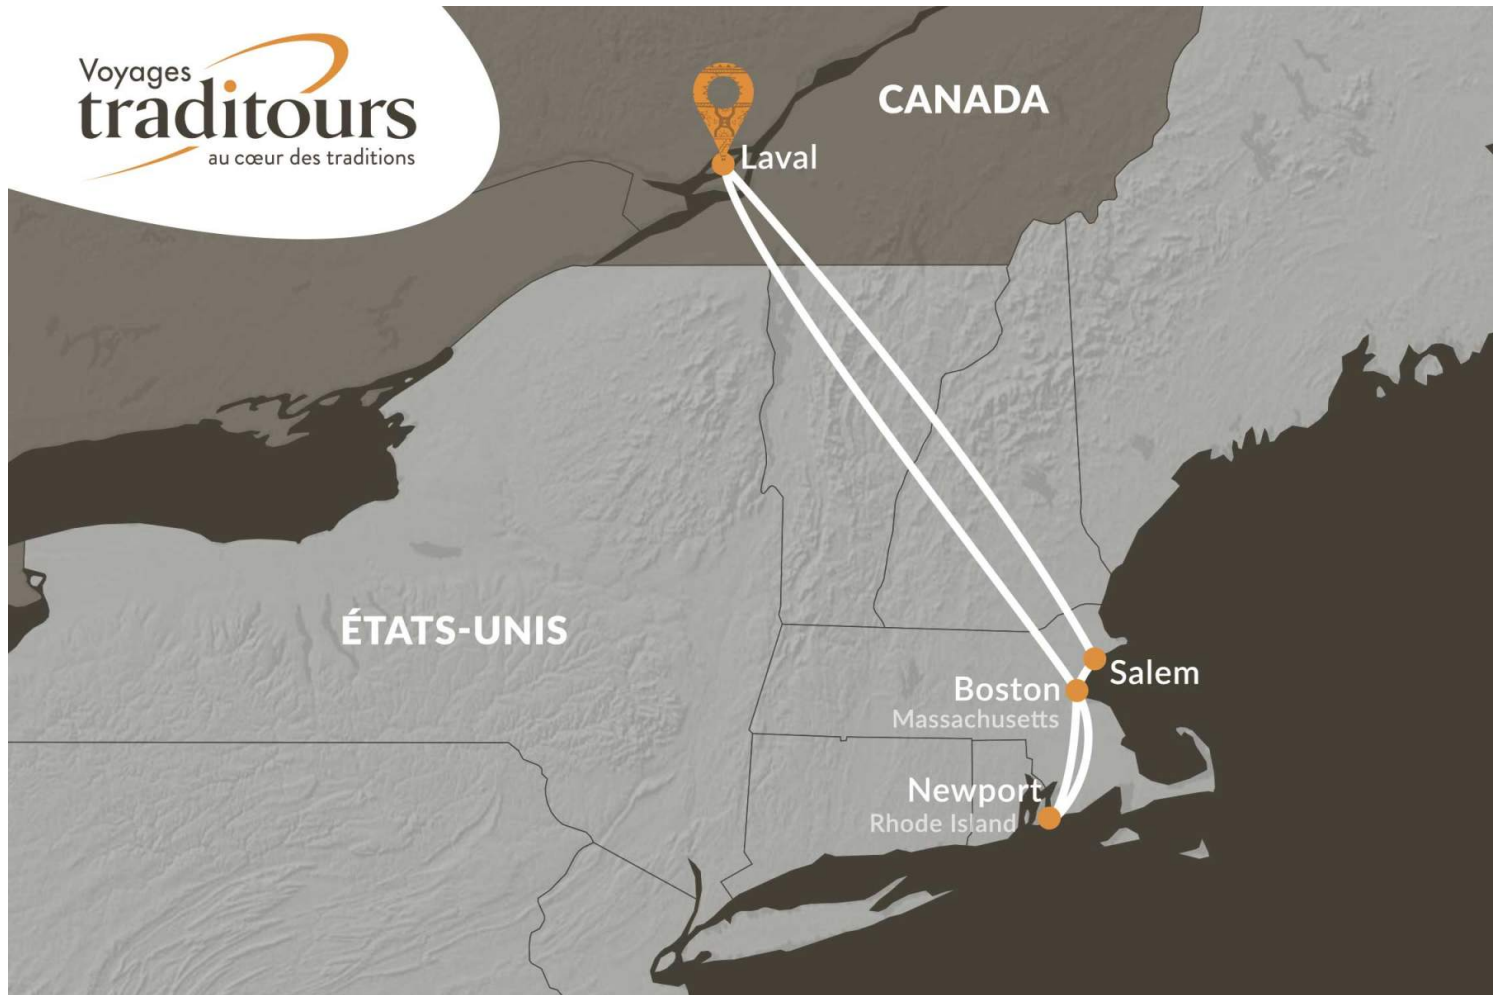 Voyages
traditours
au cœur des traditions
CANADA
Laval
ÉTATS-UNIS
Salem
Boston
Massachusetts
Newport
Rhode Island